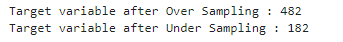 Target variable after Over Sampling : 482
Target variable after Under Sampling : 182